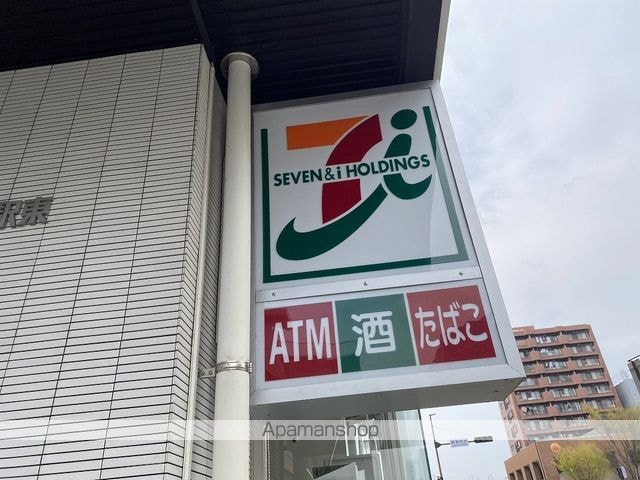 SEVEN & i HOLDINGS
ATM 酒 たばこ
駅東
Apamanshop